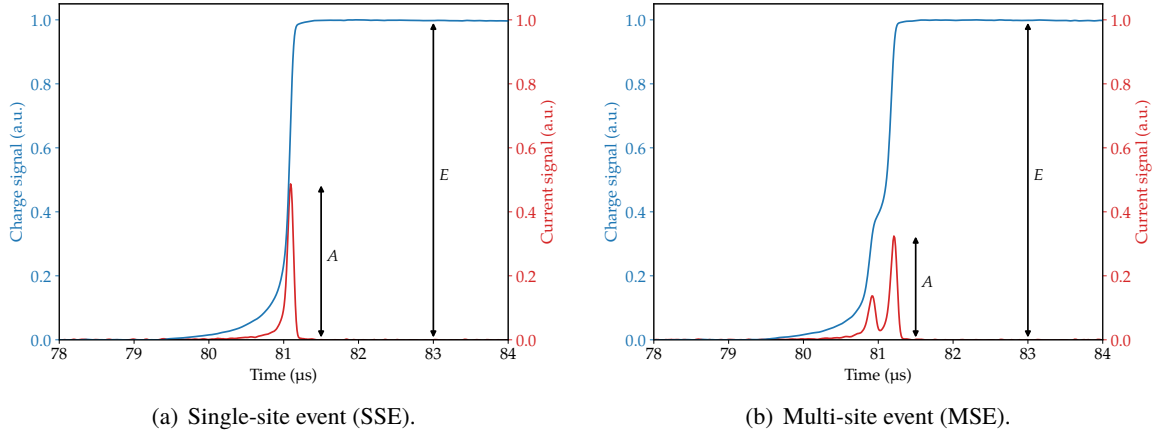 1.0
0.8
0.6
0.4
0.2
0.0
Charge signal (a.u.)
1.0
0.8
0.6
0.4
0.2
0.0
Current signal (a.u.)
E
A
78 79 80 81 82 83 84
Time (µs)
(a) Single-site event (SSE).
1.0
0.8
0.6
0.4
0.2
0.0
Charge signal (a.u.)
1.0
0.8
0.6
0.4
0.2
0.0
Current signal (a.u.)
E
A
78 79 80 81 82 83 84
Time (µs)
(b) Multi-site event (MSE).